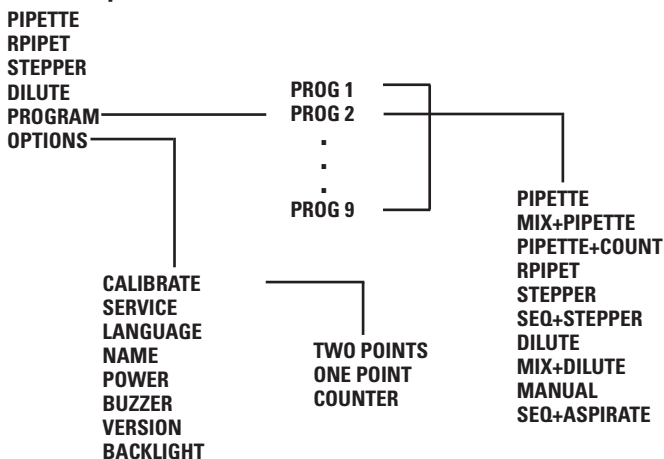 PIPETTE
RPIPET
STEPPER
DILUTE
PROGRAM
OPTIONS
PROG 1
PROG 2
.
.
.
PROG 9
PIPETTE
MIX+PIPETTE
PIPETTE+COUNT
RPIPET
STEPPER
SEQ+STEPPER
DILUTE
MIX+DILUTE
MANUAL
SEQ+ASPIRATE
CALIBRATE
SERVICE
LANGUAGE
NAME
POWER
BUZZER
VERSION
BACKLIGHT
TWO POINTS
ONE POINT
COUNTER